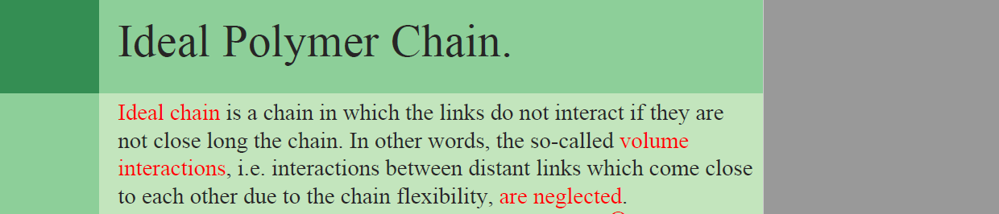 Ideal Polymer Chain.
Ideal chain is a chain in which the links do not interact if they are
not close long the chain. In other words, the so-called volume
interactions, i.e. interactions between distant links which come close
to each other due to the chain flexibility, are neglected.